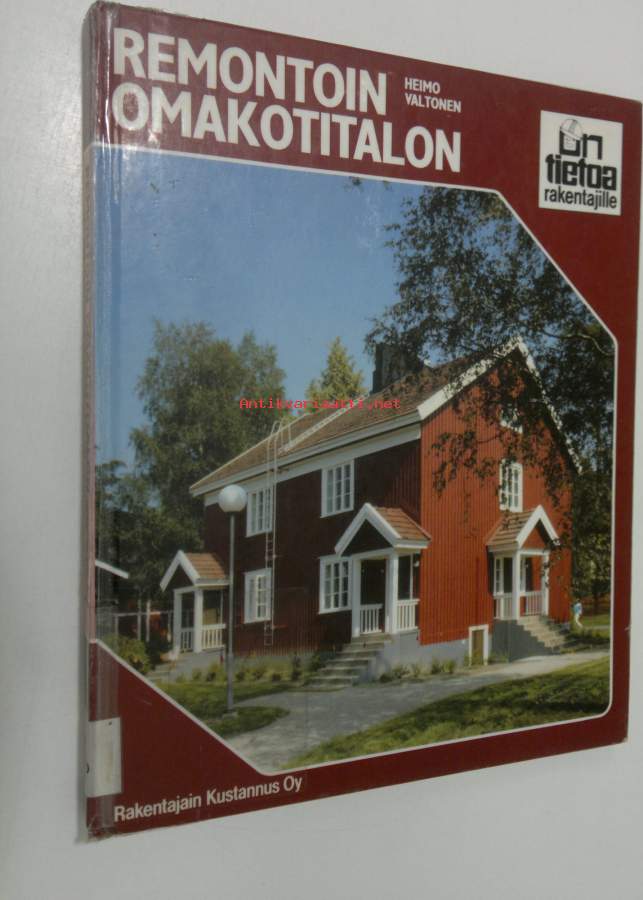 REMONTOIN
OMAKOTITALON
HEIMO
VALTONEN
on
tietoa
rakentajille
Antikvariaatti.net
Rakentajain Kustannus Oy